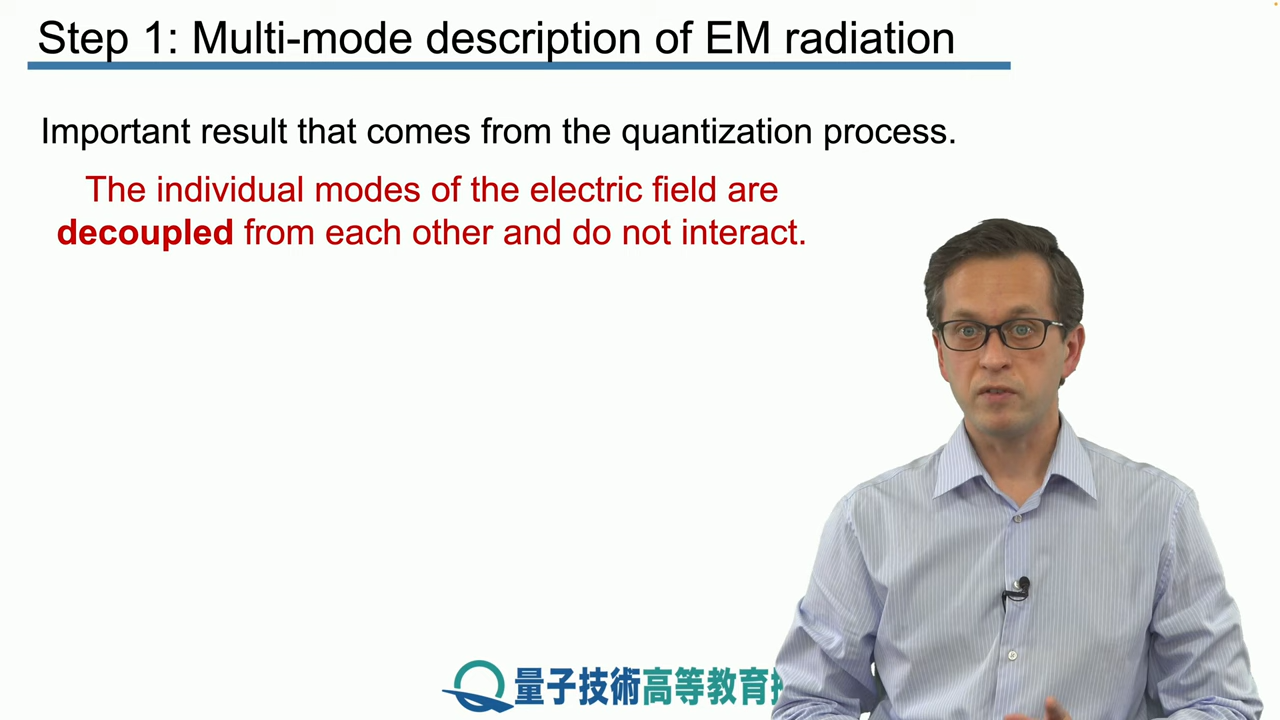 Step 1: Multi-mode description of EM radiation
Important result that comes from the quantization process.
The individual modes of the electric field are
decoupled from each other and do not interact.
量子技術高等教育